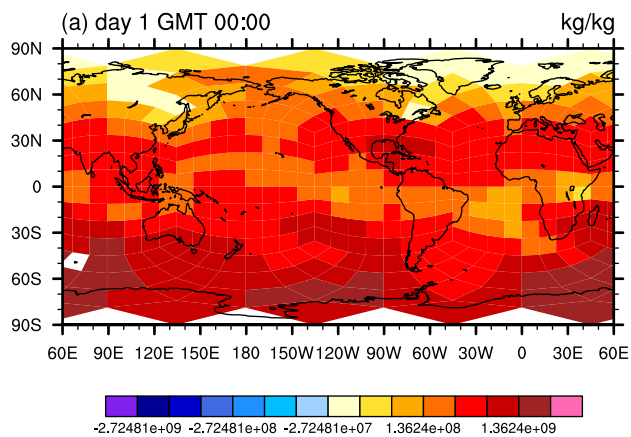 (a) day 1 GMT 00:00 kg/kg
90N
60N
30N
0
30S
60S
90S
60E 90E 120E 150E 180 150W 120W 90W 60W 30W 0 30E 60E
-2.72481e+09 -2.72481e+08 -2.72481e+07 1.3624e+08 1.3624e+09